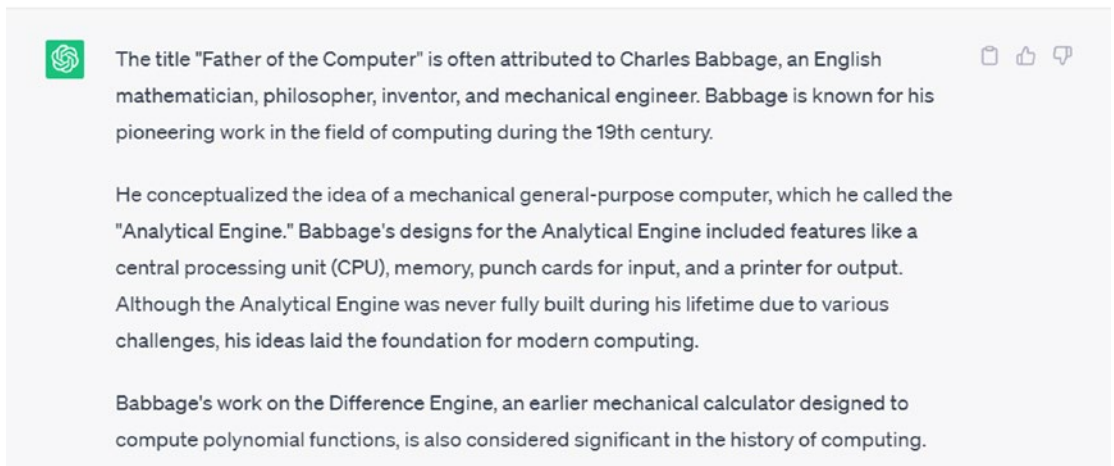 The title "Father of the Computer" is often attributed to Charles Babbage, an English
mathematician, philosopher, inventor, and mechanical engineer. Babbage is known for his
pioneering work in the field of computing during the 19th century.
He conceptualized the idea of a mechanical general-purpose computer, which he called the
"Analytical Engine." Babbage's designs for the Analytical Engine included features like a
central processing unit (CPU), memory, punch cards for input, and a printer for output.
Although the Analytical Engine was never fully built during his lifetime due to various
challenges, his ideas laid the foundation for modern computing.
Babbage's work on the Difference Engine, an earlier mechanical calculator designed to
compute polynomial functions, is also considered significant in the history of computing.